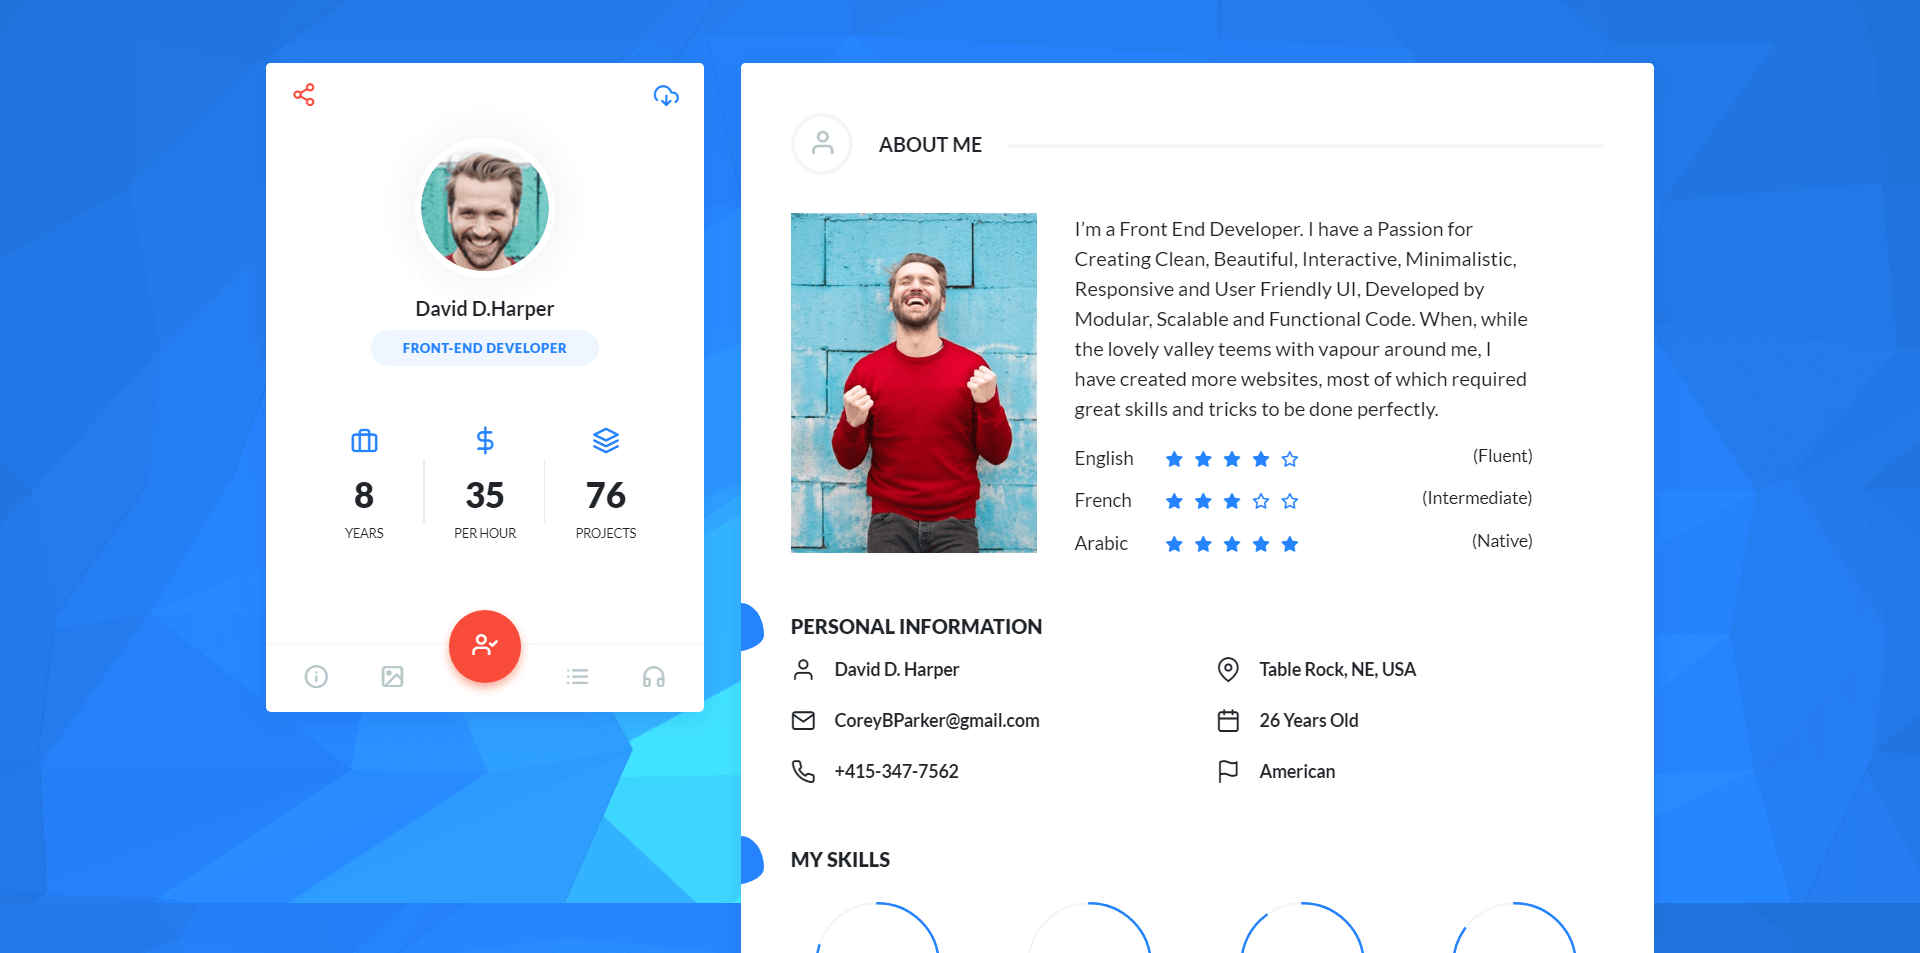 David D.Harper
FRONT-END DEVELOPER
8
YEARS
35
PER HOUR
76
PROJECTS
ABOUT ME
I’m a Front End Developer. I have a Passion for
Creating Clean, Beautiful, Interactive, Minimalistic,
Responsive and User Friendly UI, Developed by
Modular, Scalable and Functional Code. When, while
the lovely valley teems with vapour around me, I
have created more websites, most of which required
great skills and tricks to be done perfectly.
English (Fluent)
French (Intermediate)
Arabic (Native)
PERSONAL INFORMATION
David D. Harper
Table Rock, NE, USA
CoreyBParker@gmail.com
26 Years Old
+415-347-7562
American
MY SKILLS